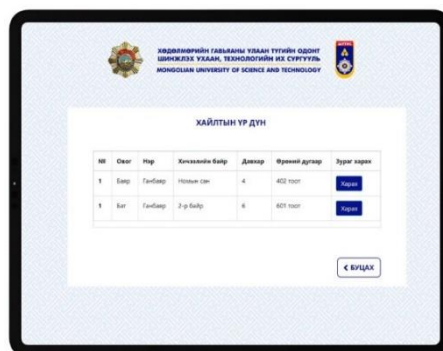 ХӨДӨЛМӨРИЙН ГАВЬЯАНЫ УЛААН ТУГИЙН ОДОНТ
ШИНЖЛЭХ УХААН, ТЕХНОЛОГИЙН ИХ СУРГУУЛЬ
MONGOLIAN UNIVERSITY OF SCIENCE AND TECHNOLOGY
ХАЙЛТЫН ҮР ДҮН
№ Овог Нэр Хичээлийн байр Давхар Өрөөний дугаар Зураг харах
1 Баяр Ганбаяр Номын сан 4 402 тоот Харах
1 Бат Ганбаяр 2-р байр 6 601 тоот Харах
< БУЦАХ